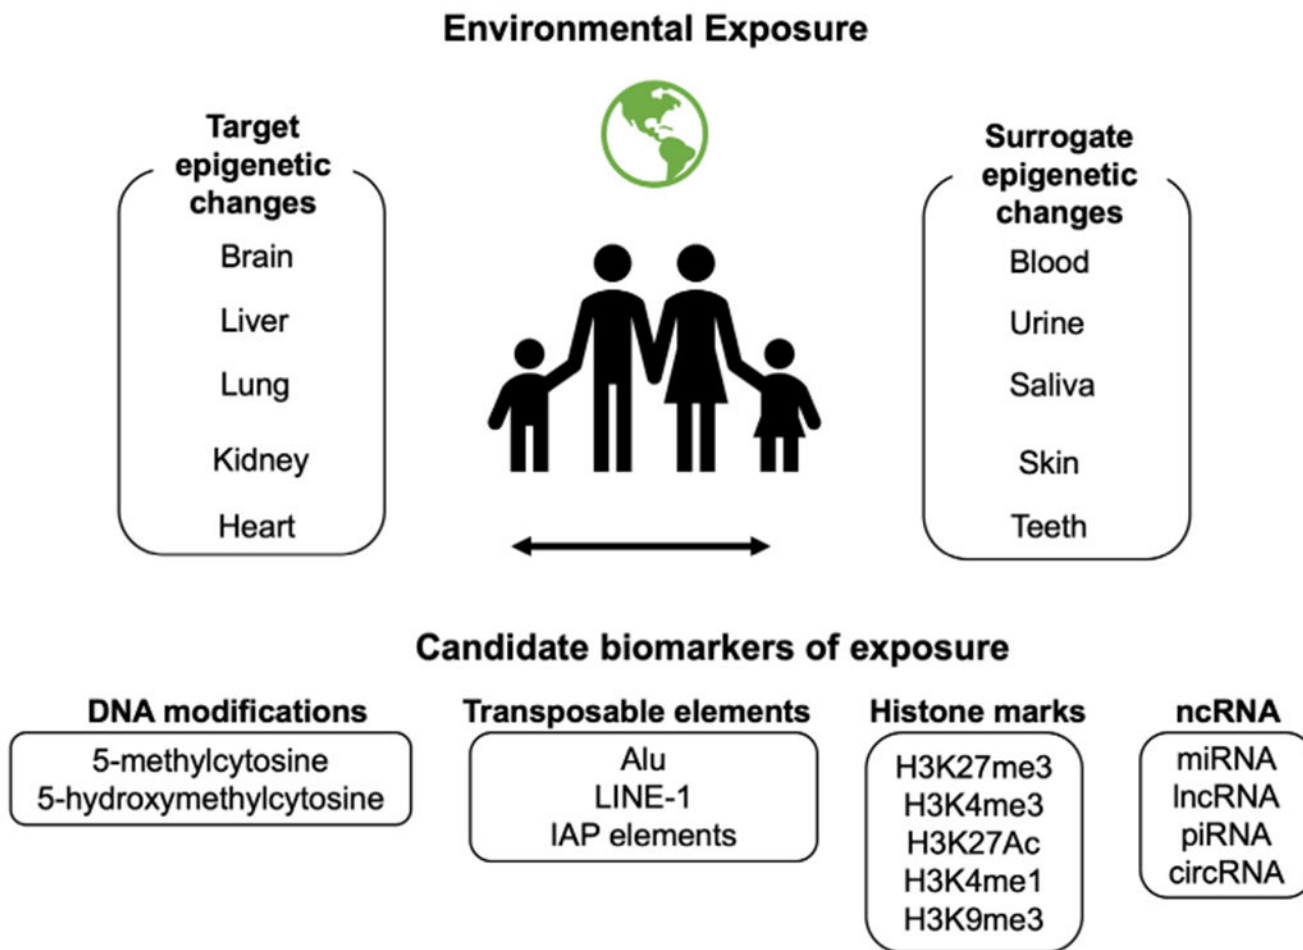 Environmental Exposure
Target
epigenetic
changes
Brain
Liver
Lung
Kidney
Heart
Surrogate
epigenetic
changes
Blood
Urine
Saliva
Skin
Teeth
Candidate biomarkers of exposure
DNA modifications
5-methylcytosine
5-hydroxymethylcytosine
Transposable elements
Alu
LINE-1
IAP elements
Histone marks
H3K27me3
H3K4me3
H3K27Ac
H3K4me1
H3K9me3
ncRNA
miRNA
lncRNA
piRNA
circRNA